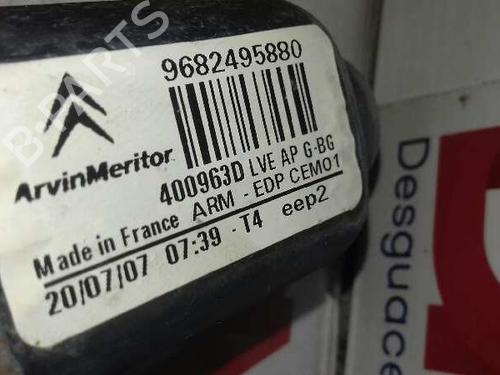 9682495880
ArvinMeritor
400963D LVE AP G-BG
ARM - EDP CEM01
Made in France
20/07/07 07:39 - T4 eep2
B-PARTS
Desguace